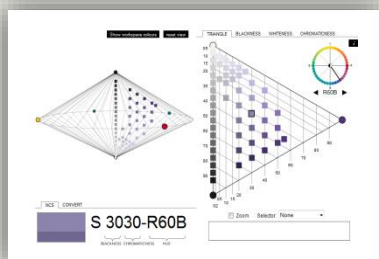 Show workspace colours reset view
TRIANGLE BLACKNESS WHITENESS CHROMATICNESS
R60B
NCS CONVERT
S 3030-R60B
BLACKNESS CHROMATICNESS HUE
Zoom Selector None